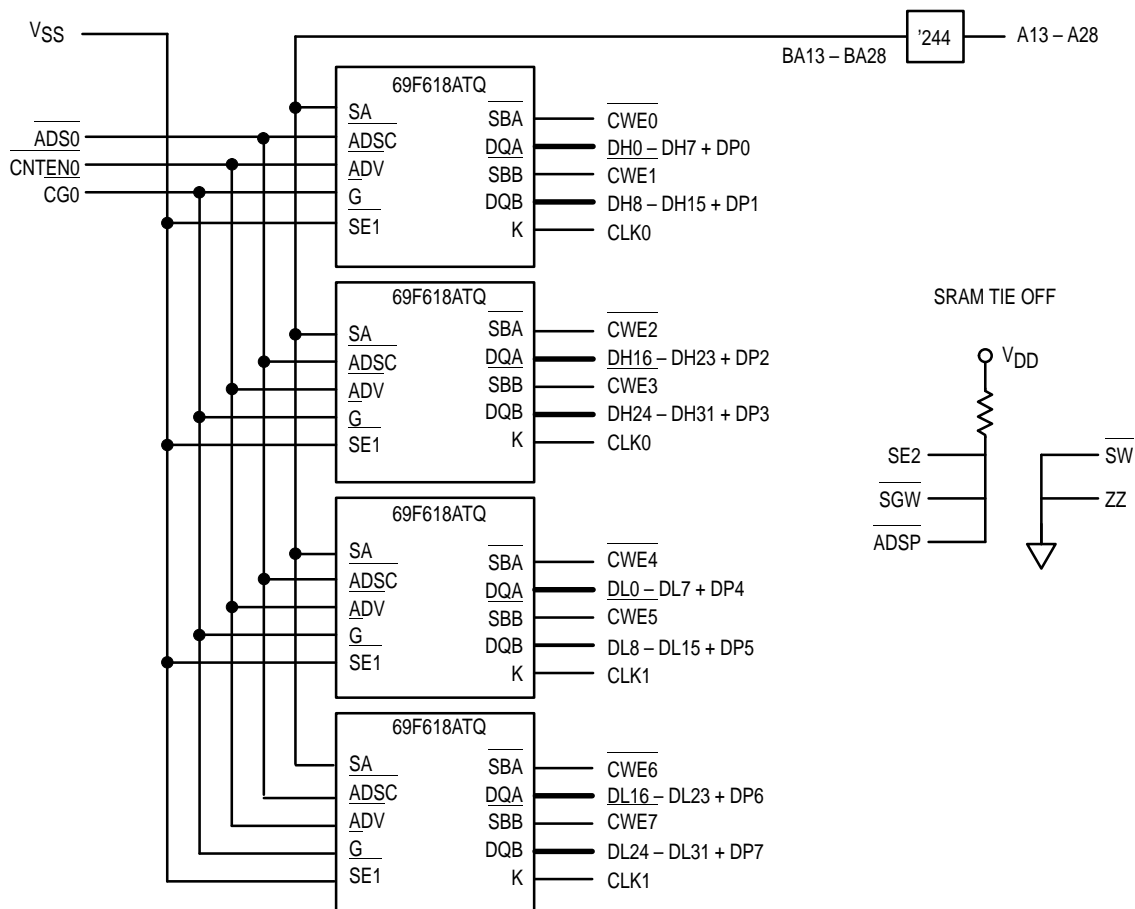 VSS
'244
A13 – A28
BA13 – BA28
ADS0
CNTEN0
CG0
69F618ATQ
SA
ADSC
ADV
G
SE1
SBA
DQA
SBB
DQB
K
CWE0
DH0 – DH7 + DP0
CWE1
DH8 – DH15 + DP1
CLK0
69F618ATQ
SA
ADSC
ADV
G
SE1
SBA
DQA
SBB
DQB
K
CWE2
DH16 – DH23 + DP2
CWE3
DH24 – DH31 + DP3
CLK0
69F618ATQ
SA
ADSC
ADV
G
SE1
SBA
DQA
SBB
DQB
K
CWE4
DL0 – DL7 + DP4
CWE5
DL8 – DL15 + DP5
CLK1
69F618ATQ
SA
ADSC
ADV
G
SE1
SBA
DQA
SBB
DQB
K
CWE6
DL16 – DL23 + DP6
CWE7
DL24 – DL31 + DP7
CLK1
SRAM TIE OFF
VDD
SE2
SGW
ADSP
SW
ZZ